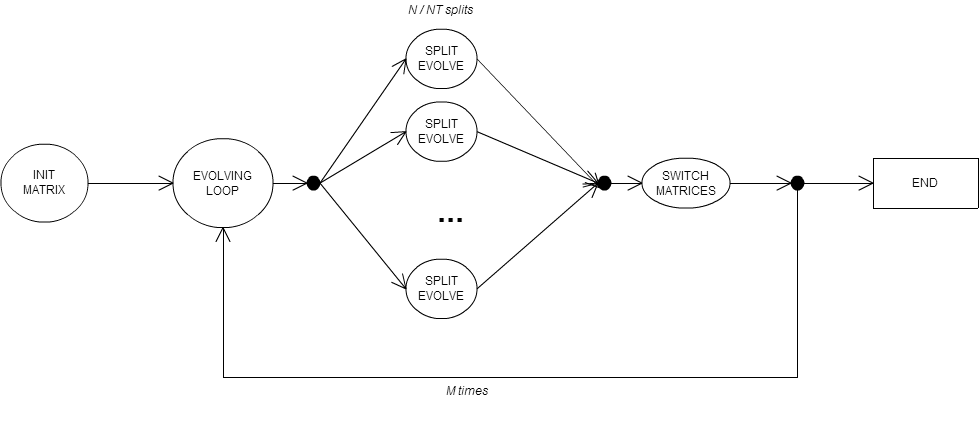 N / NT splits
SPLIT
EVOLVE
SPLIT
EVOLVE
INIT
MATRIX
EVOLVING
LOOP
SWITCH
MATRICES
END
...
SPLIT
EVOLVE
M times